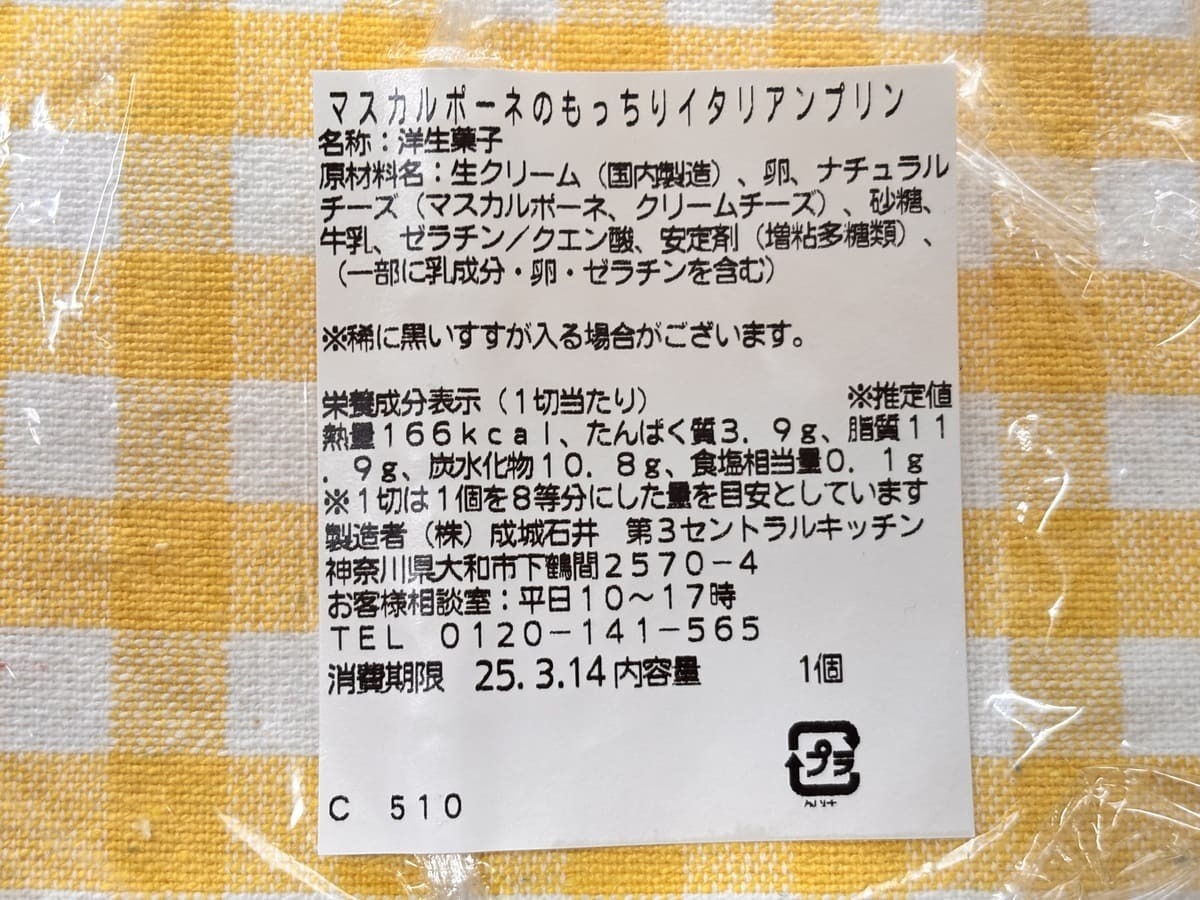 マスカルポーネのもっちりイタリアンプリン
名称：洋生菓子
原材料名：生クリーム（国内製造）、卵、ナチュラル
チーズ（マスカルポーネ、クリームチーズ）、砂糖、
牛乳、ゼラチン／クエン酸、安定剤（増粘多糖類）、
（一部に乳成分・卵・ゼラチンを含む）
※稀に黒いすすが入る場合がございます。
栄養成分表示（１切当たり） ※推定値
熱量１６６ｋｃａｌ、たんぱく質３．９ｇ、脂質１１
．９ｇ、炭水化物１０．８ｇ、食塩相当量０．１ｇ
※１切は１個を８等分にした量を目安としています
製造者（株）成城石井　第３セントラルキッチン
神奈川県大和市下鶴間２５７０－４
お客様相談室：平日１０～１７時
ＴＥＬ　０１２０－１４１－５６５
消費期限　25.3.14 内容量　1個
プラ
Ｃ　５１０